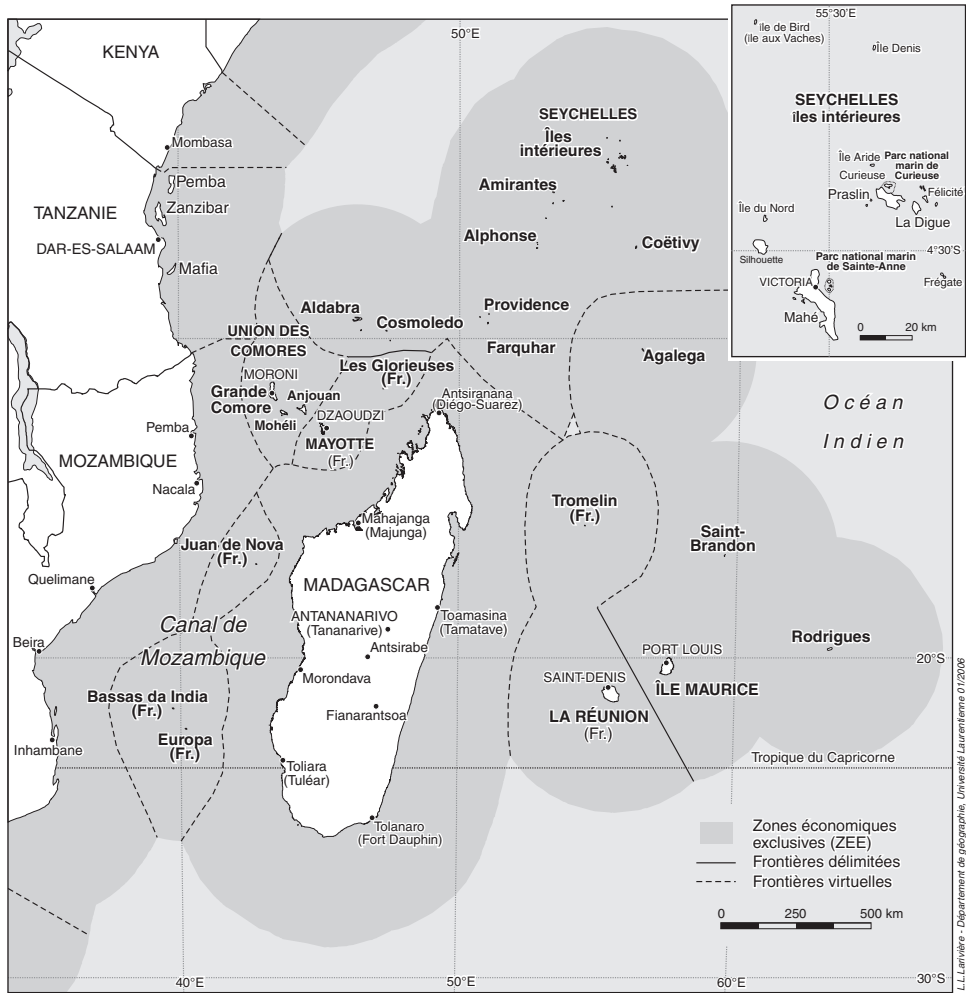 KENYA
50°E
Mombasa
Pemba
Zanzibar
TANZANIE
DAR-ES-SALAAM
Mafia
SEYCHELLES
Îles
intérieures
Amirantes
Alphonse
Coëtivy
Aldabra
Cosmoledo
Providence
Farquhar
Agalega
UNION DES
COMORES
MORONI
Grande
Comore
Anjouan
Mohéli
DZAOUDZI
MAYOTTE
(Fr.)
Les Glorieuses
(Fr.)
Antsiranana
(Diégo-Suarez)
Pemba
MOZAMBIQUE
Nacala
Océan
Indien
Juan de Nova
(Fr.)
Mahajanga
(Majunga)
Tromelin
(Fr.)
Saint-
Brandon
Quelimane
MADAGASCAR
ANTANANARIVO
(Tananarive)
Toamasina
(Tamatave)
Canal de
Mozambique
Beira
Antsirabe
Morondava
PORT LOUIS
ÎLE MAURICE
Rodrigues
20°S
SAINT-DENIS
LA RÉUNION
(Fr.)
Bassas da India
(Fr.)
Fianarantsoa
Europa
(Fr.)
Inhambane
Toliara
(Tuléar)
Tropique du Capricorne
Tolanaro
(Fort Dauphin)
Zones économiques
exclusives (ZEE)
Frontières délimitées
Frontières virtuelles
0 250 500 km
40°E
50°E
60°E
30°S
55°30'E
île de Bird
(île aux Vaches)
Île Denis
SEYCHELLES
îles intérieures
Île Aride
Parc national
marin de
Curieuse
Curieuse
Praslin
Félicité
La Digue
Île du Nord
4°30'S
Silhouette
Parc national marin
de Sainte-Anne
VICTORIA
Frégate
Mahé
0 20 km
L.L.Larivière - Département de géographie, Université Laurentienne 01/2006